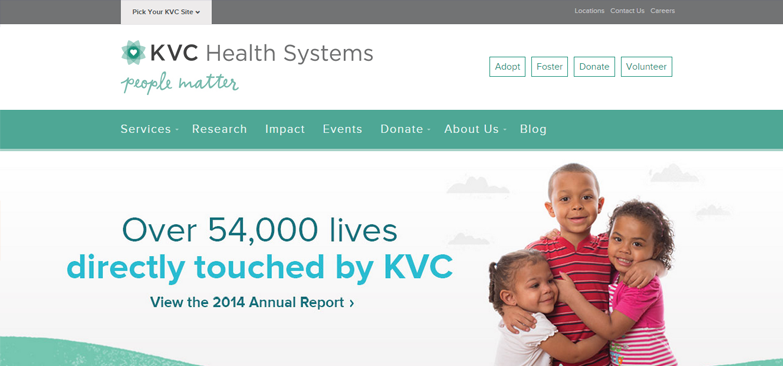 Pick Your KVC Site
Locations Contact Us Careers
KVC Health Systems
people matter
Adopt Foster Donate Volunteer
Services Research Impact Events Donate About Us Blog
Over 54,000 lives
directly touched by KVC
View the 2014 Annual Report ›